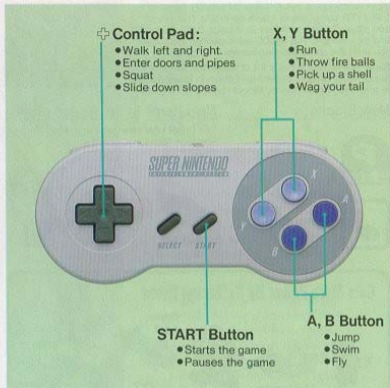 Control Pad:
●Walk left and right.
●Enter doors and pipes
●Squat
●Slide down slopes
X, Y Button
●Run
●Throw fire balls
●Pick up a shell
●Wag your tail
SUPER NINTENDO
ENTERTAINMENT SYSTEM
X
A
Y
B
SELECT
START
START Button
●Starts the game
●Pauses the game
A, B Button
●Jump
●Swim
●Fly